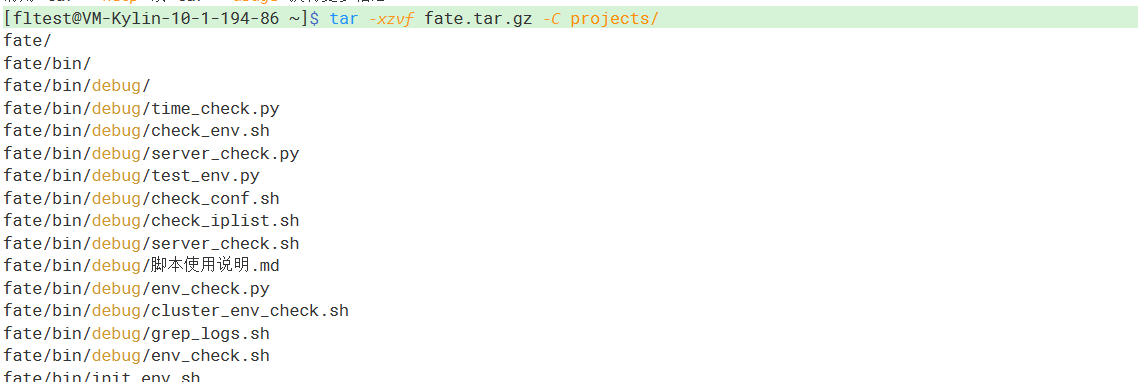 [fltest@VM-Kylin-10-1-194-86 ~]$ tar -xzvf fate.tar.gz -C projects/
fate/
fate/bin/
fate/bin/debug/
fate/bin/debug/time_check.py
fate/bin/debug/check_env.sh
fate/bin/debug/server_check.py
fate/bin/debug/test_env.py
fate/bin/debug/check_conf.sh
fate/bin/debug/check_iplist.sh
fate/bin/debug/server_check.sh
fate/bin/debug/脚本使用说明.md
fate/bin/debug/env_check.py
fate/bin/debug/cluster_env_check.sh
fate/bin/debug/grep_logs.sh
fate/bin/debug/env_check.sh
fate/bin/init_env.sh